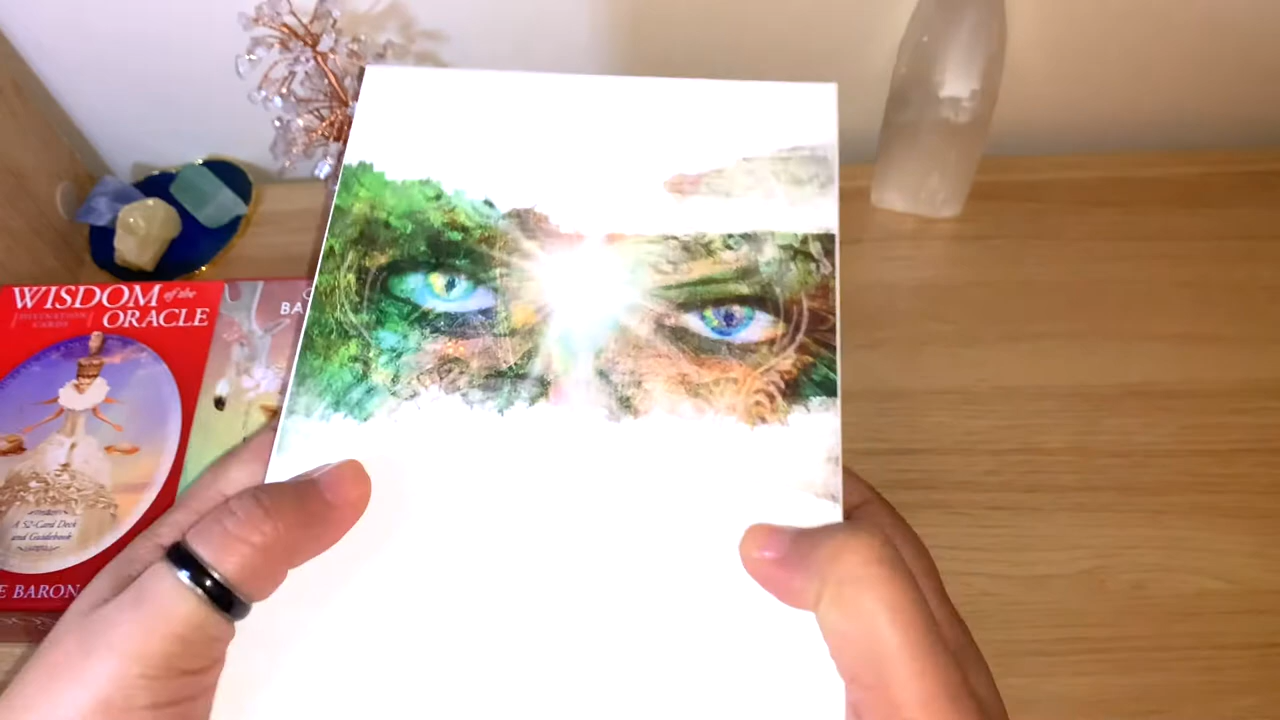 WISDOM of the
DIVINATION
CARDS
ORACLE
A 52-Card Deck
and Guidebook
E BARON
BA